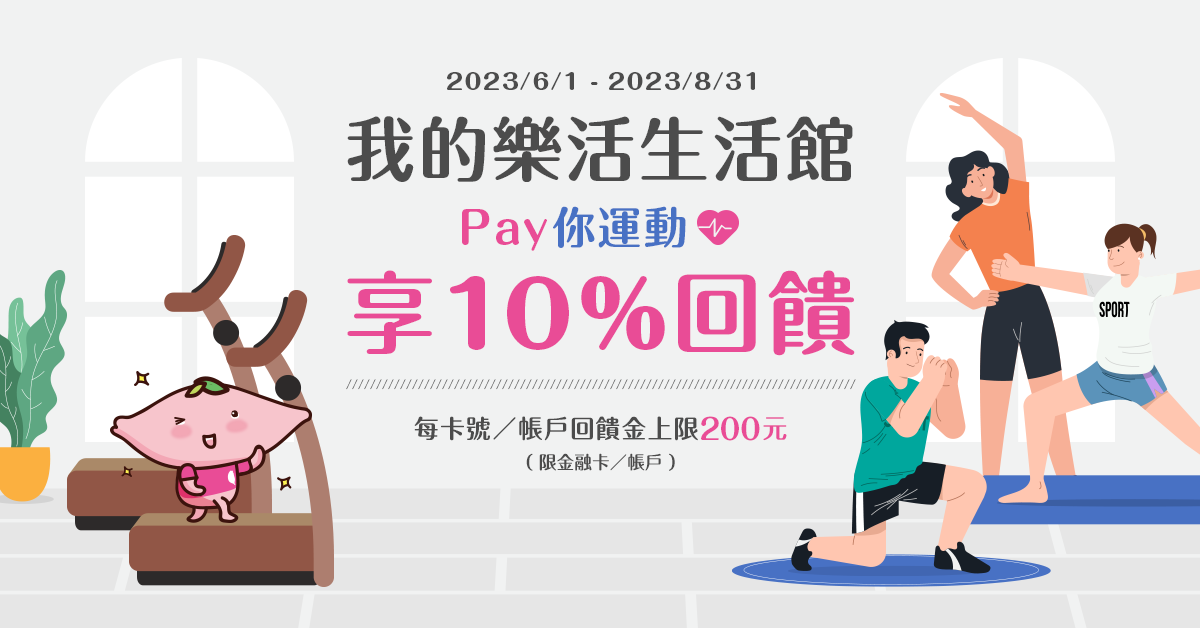 2023/6/1 - 2023/8/31
我的樂活生活館
Pay你運動
享10%回饋
每卡號／帳戶回饋金上限200元
( 限金融卡／帳戶 )
SPORT